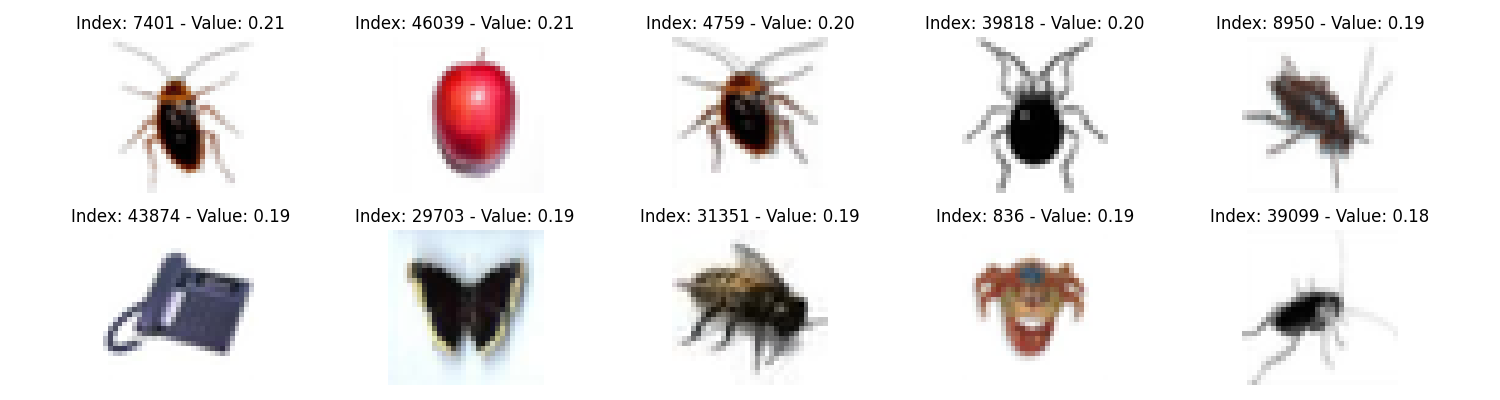 Index: 7401 - Value: 0.21
Index: 46039 - Value: 0.21
Index: 4759 - Value: 0.20
Index: 39818 - Value: 0.20
Index: 8950 - Value: 0.19
Index: 43874 - Value: 0.19
Index: 29703 - Value: 0.19
Index: 31351 - Value: 0.19
Index: 836 - Value: 0.19
Index: 39099 - Value: 0.18